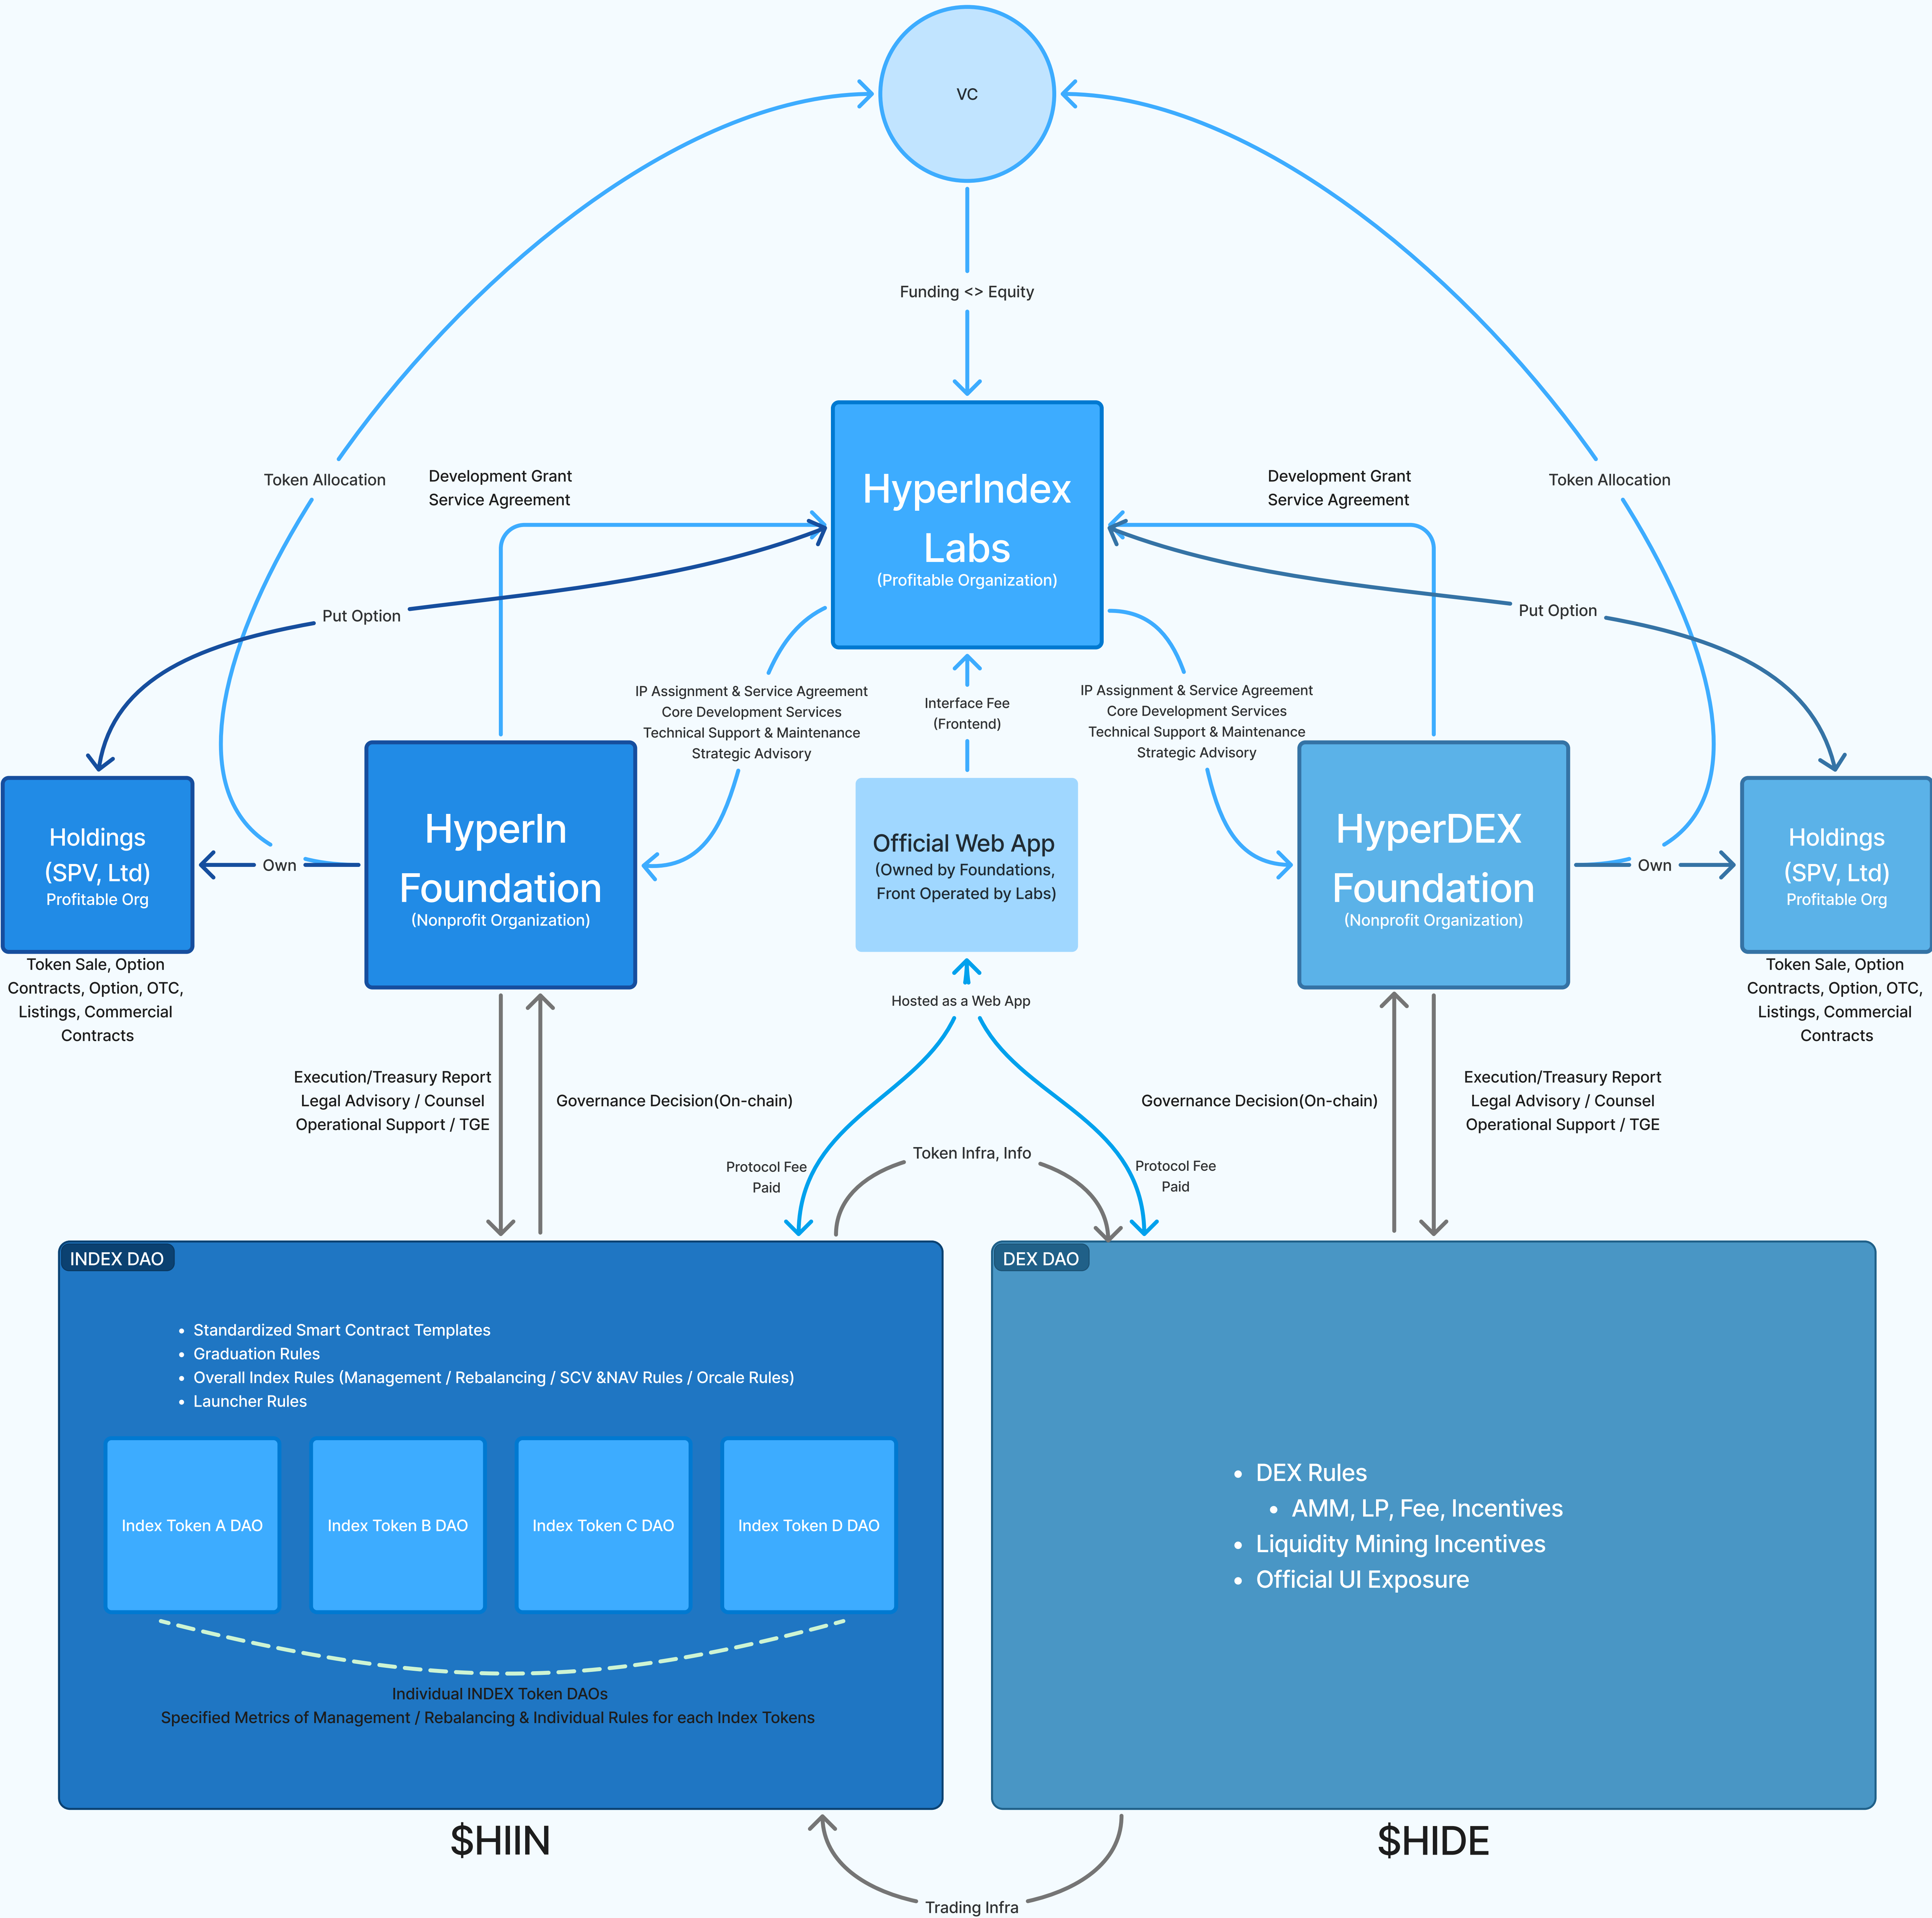 VC
Funding <> Equity
Token Allocation
Development Grant
Service Agreement
HyperIndex
Labs
(Profitable Organization)
Development Grant
Service Agreement
Token Allocation
Put Option
Put Option
IP Assignment & Service Agreement
Core Development Services
Technical Support & Maintenance
Strategic Advisory
Interface Fee
(Frontend)
IP Assignment & Service Agreement
Core Development Services
Technical Support & Maintenance
Strategic Advisory
Holdings
(SPV, Ltd)
Profitable Org
Own
HyperIn
Foundation
(Nonprofit Organization)
Official Web App
(Owned by Foundations,
Front Operated by Labs)
HyperDEX
Foundation
(Nonprofit Organization)
Own
Holdings
(SPV, Ltd)
Profitable Org
Token Sale, Option
Contracts, Option, OTC,
Listings, Commercial
Contracts
Hosted as a Web App
Token Sale, Option
Contracts, Option, OTC,
Listings, Commercial
Contracts
Execution/Treasury Report
Legal Advisory / Counsel
Operational Support / TGE
Governance Decision(On-chain)
Governance Decision(On-chain)
Execution/Treasury Report
Legal Advisory / Counsel
Operational Support / TGE
Protocol Fee
Paid
Token Infra, Info
Protocol Fee
Paid
INDEX DAO
• Standardized Smart Contract Templates
• Graduation Rules
• Overall Index Rules (Management / Rebalancing / SCV &NAV Rules / Orcale Rules)
• Launcher Rules
Index Token A DAO
Index Token B DAO
Index Token C DAO
Index Token D DAO
Individual INDEX Token DAOs
Specified Metrics of Management / Rebalancing & Individual Rules for each Index Tokens
DEX DAO
• DEX Rules
• AMM, LP, Fee, Incentives
• Liquidity Mining Incentives
• Official UI Exposure
$HIIN
$HIDE
Trading Infra